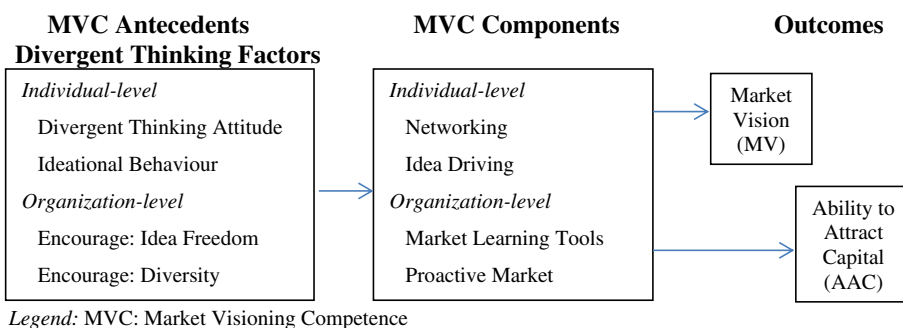 MVC Antecedents
Divergent Thinking Factors
Individual-level
Divergent Thinking Attitude
Ideational Behaviour
Organization-level
Encourage: Idea Freedom
Encourage: Diversity
MVC Components
Individual-level
Networking
Idea Driving
Organization-level
Market Learning Tools
Proactive Market
Outcomes
Market
Vision
(MV)
Ability to
Attract
Capital
(AAC)
Legend: MVC: Market Visioning Competence